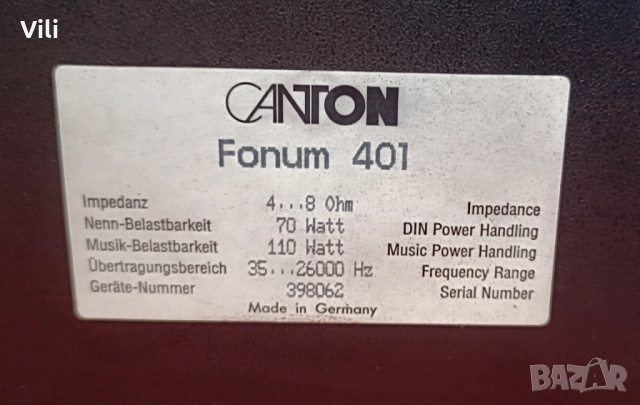 Vili
CANTON
Fonum 401
Impedanz 4...8 Ohm Impedance
Nenn-Belastbarkeit 70 Watt DIN Power Handling
Musik-Belastbarkeit 110 Watt Music Power Handling
Übertragungsbereich 35...26000 Hz Frequency Range
Geräte-Nummer 398062 Serial Number
Made in Germany
BAZAR